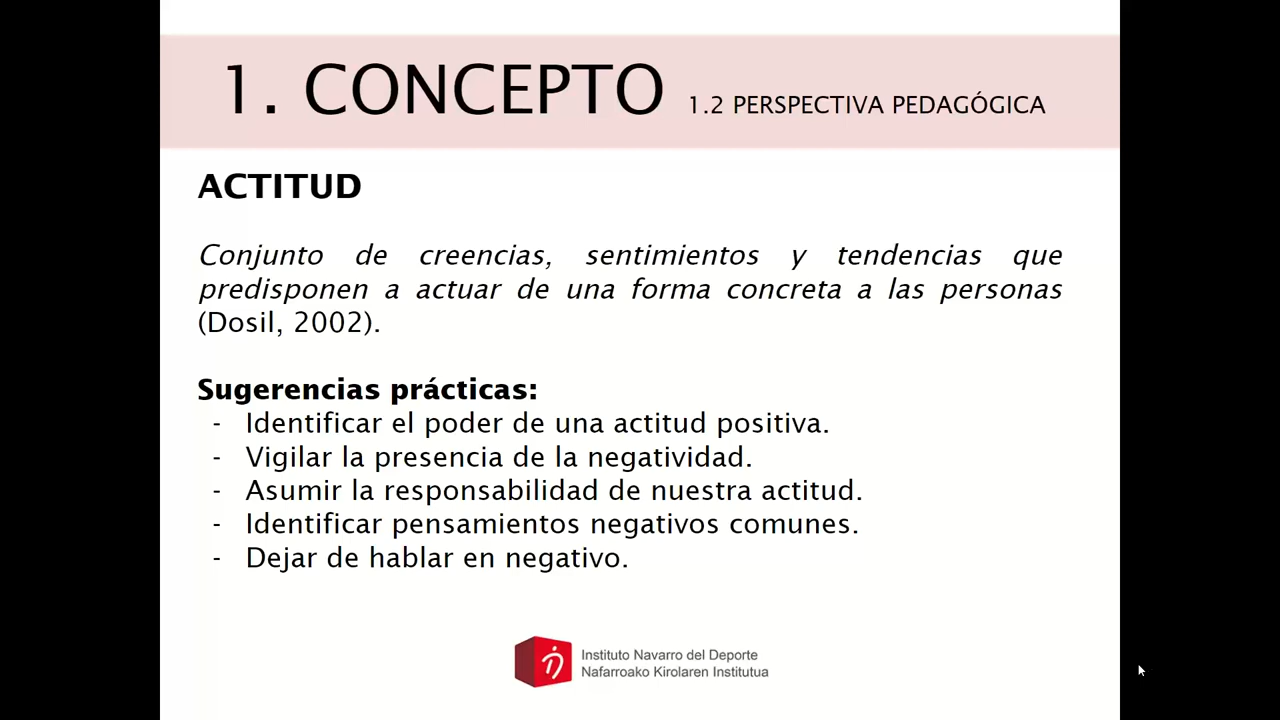 1. CONCEPTO 1.2 PERSPECTIVA PEDAGÓGICA
ACTITUD
Conjunto de creencias, sentimientos y tendencias que
predisponen a actuar de una forma concreta a las personas
(Dosil, 2002).
Sugerencias prácticas:
- Identificar el poder de una actitud positiva.
- Vigilar la presencia de la negatividad.
- Asumir la responsabilidad de nuestra actitud.
- Identificar pensamientos negativos comunes.
- Dejar de hablar en negativo.
Instituto Navarro del Deporte
Nafarroako Kirolaren Institutua